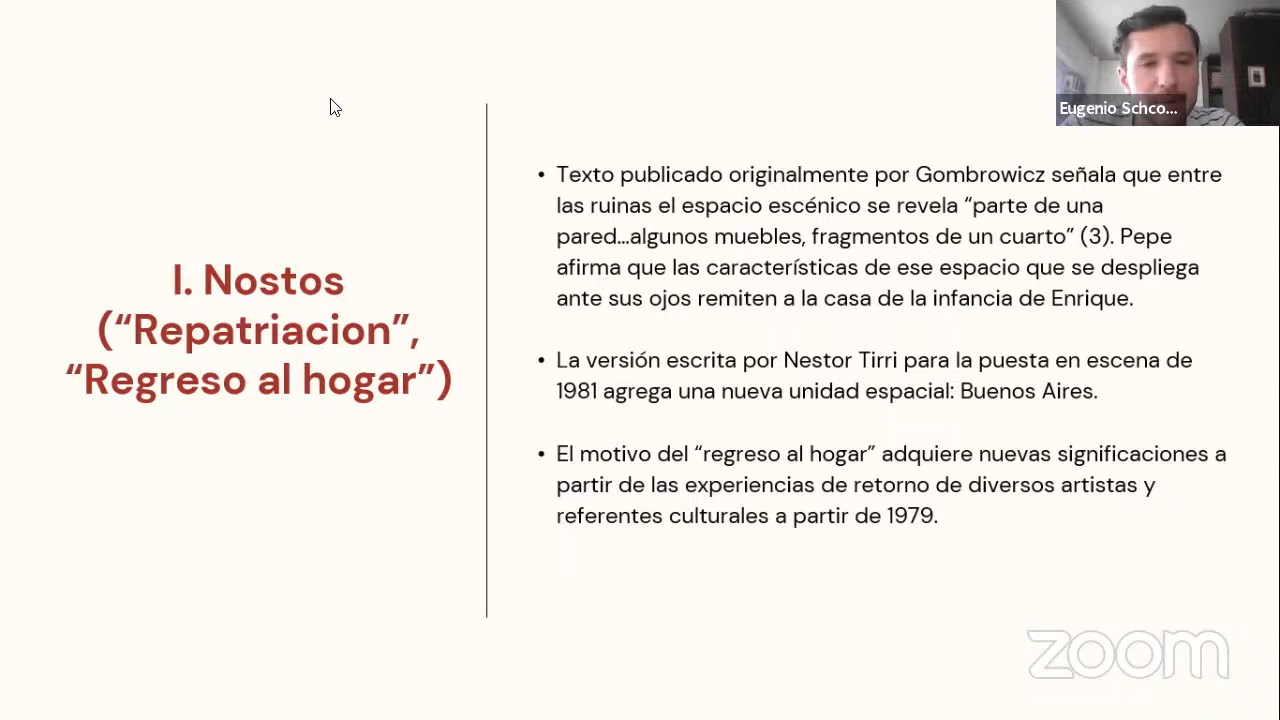 Eugenio Schco...
I. Nostos
(“Repatriacion”,
“Regreso al hogar”)
• Texto publicado originalmente por Gombrowicz señala que entre
las ruinas el espacio escénico se revela “parte de una
pared...algunos muebles, fragmentos de un cuarto” (3). Pepe
afirma que las características de ese espacio que se despliega
ante sus ojos remiten a la casa de la infancia de Enrique.
• La versión escrita por Nestor Tirri para la puesta en escena de
1981 agrega una nueva unidad espacial: Buenos Aires.
• El motivo del “regreso al hogar” adquiere nuevas significaciones a
partir de las experiencias de retorno de diversos artistas y
referentes culturales a partir de 1979.
zoom